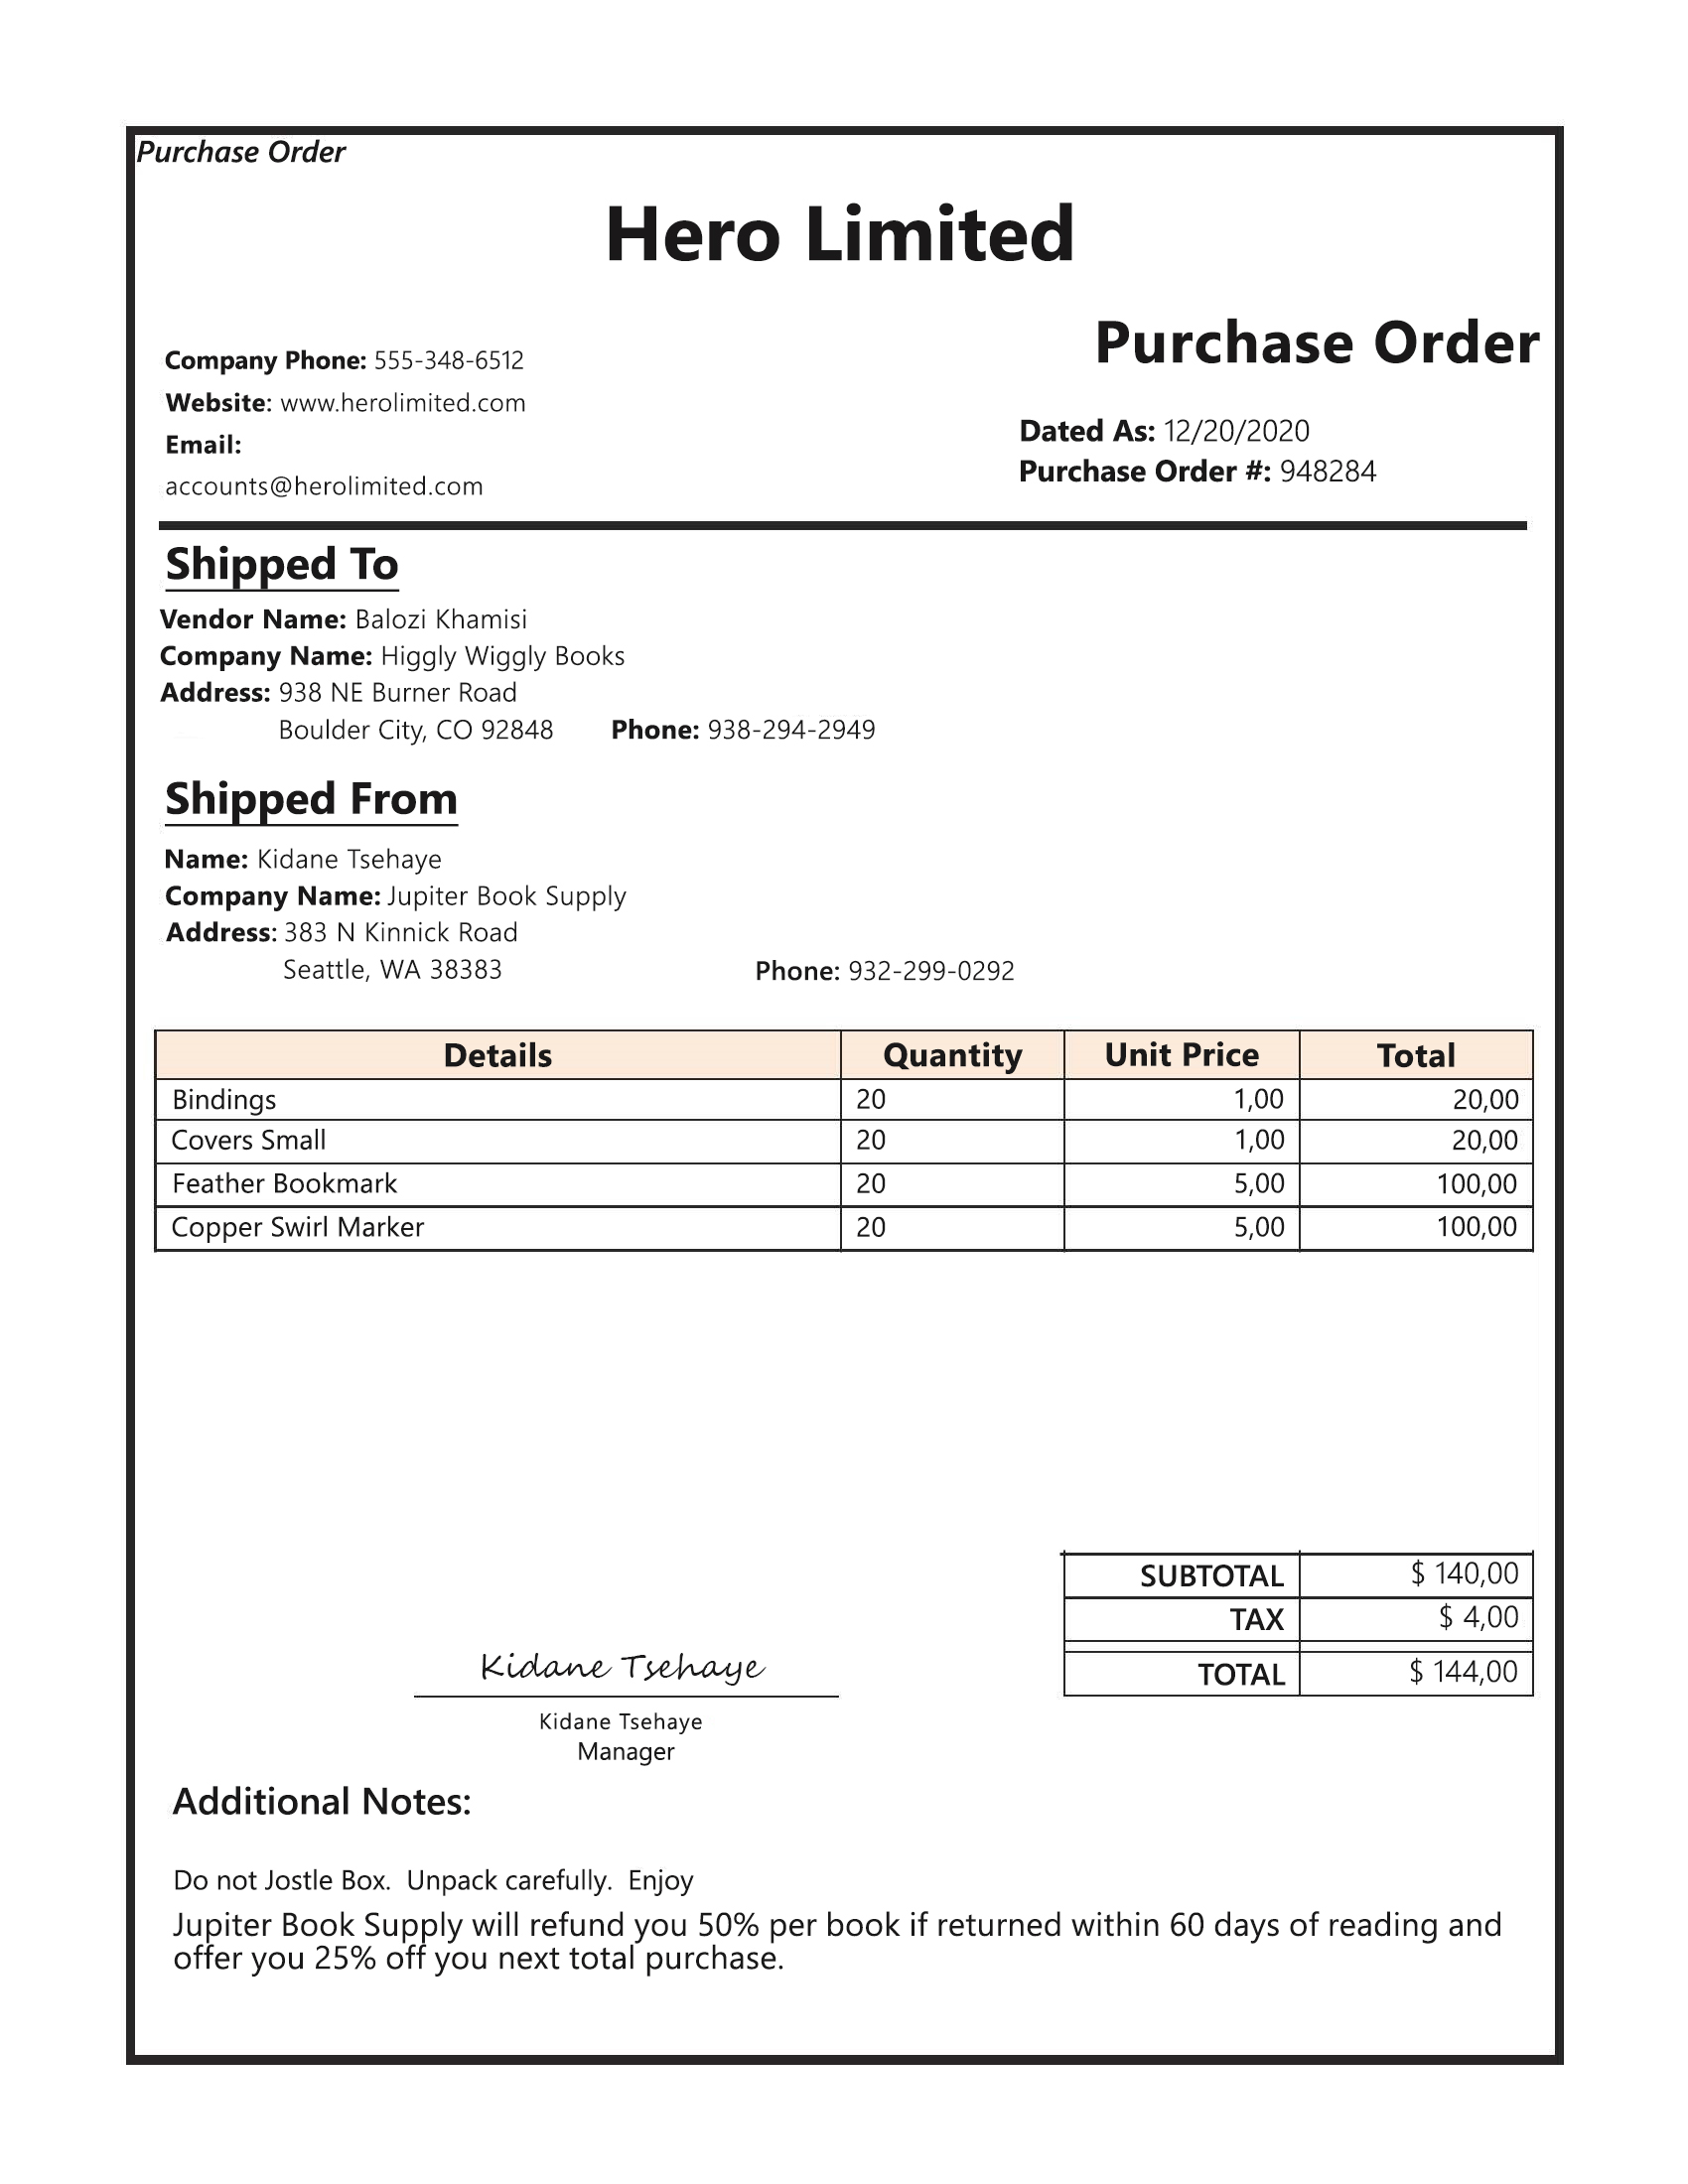 Purchase Order
Hero Limited
Purchase Order
Company Phone: 555-348-6512
Website: www.herolimited.com
Email:
accounts@herolimited.com
Dated As: 12/20/2020
Purchase Order #: 948284
Shipped To
Vendor Name: Balozi Khamisi
Company Name: Higgly Wiggly Books
Address: 938 NE Burner Road
Boulder City, CO 92848 Phone: 938-294-2949
Shipped From
Name: Kidane Tsehaye
Company Name: Jupiter Book Supply
Address: 383 N Kinnick Road
Seattle, WA 38383 Phone: 932-299-0292
Details Quantity Unit Price Total
Bindings 20 1,00 20,00
Covers Small 20 1,00 20,00
Feather Bookmark 20 5,00 100,00
Copper Swirl Marker 20 5,00 100,00
SUBTOTAL $ 140,00
TAX $ 4,00
TOTAL $ 144,00
Kidane Tsehaye
Kidane Tsehaye
Manager
Additional Notes:
Do not Jostle Box. Unpack carefully. Enjoy
Jupiter Book Supply will refund you 50% per book if returned within 60 days of reading and
offer you 25% off you next total purchase.